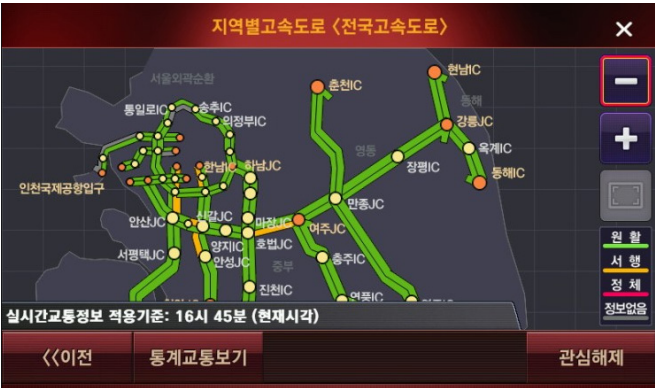 지역별고속도로 〈전국고속도로〉
서울외곽순환
춘천IC
현남IC
통일로IC
송추IC
의정부IC
동해
강릉JC
영동
옥계IC
장평IC
동해IC
한남IC
하남JC
인천국제공항입구
만종JC
안산JC
신갈JC
마장JC
여주JC
서평택JC
양지IC
호법JC
안성JC
중부
충주IC
진천IC
연풍IC
원활
서행
정체
정보없음
실시간교통정보 적용기준: 16시 45분 (현재시각)
〈〈이전
통계교통보기
관심해제